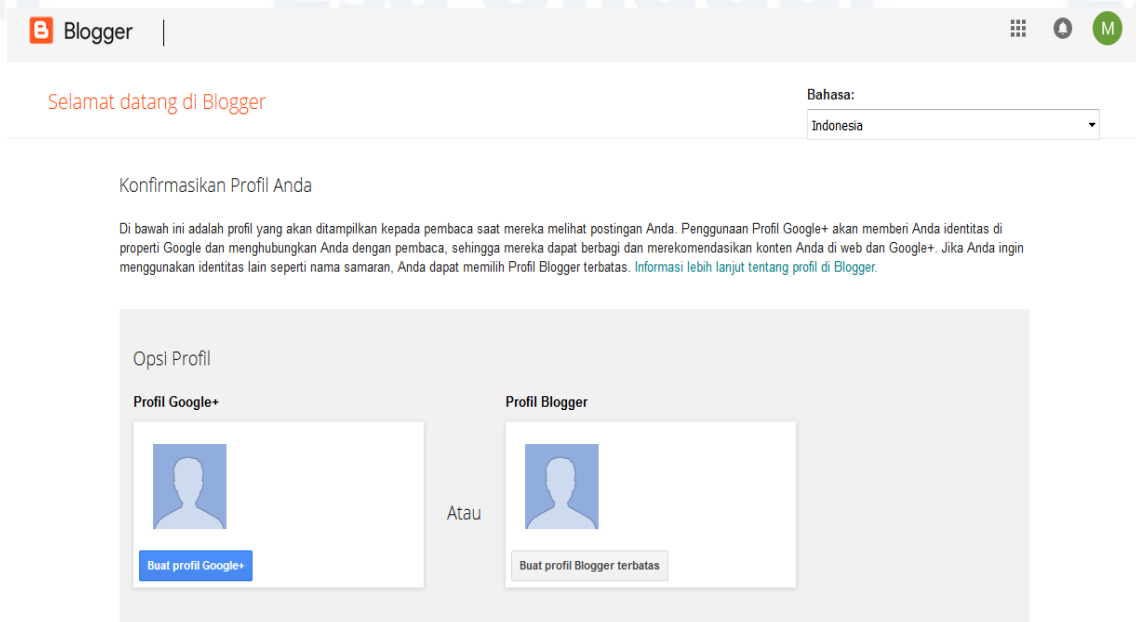 Blogger
M
Selamat datang di Blogger
Bahasa:
Indonesia
Konfirmasikan Profil Anda
Di bawah ini adalah profil yang akan ditampilkan kepada pembaca saat mereka melihat postingan Anda. Penggunaan Profil Google+ akan memberi Anda identitas di
properti Google dan menghubungkan Anda dengan pembaca, sehingga mereka dapat berbagi dan merekomendasikan konten Anda di web dan Google+. Jika Anda ingin
menggunakan identitas lain seperti nama samaran, Anda dapat memilih Profil Blogger terbatas. Informasi lebih lanjut tentang profil di Blogger.
Opsi Profil
Profil Google+
Profil Blogger
Atau
Buat profil Google+
Buat profil Blogger terbatas